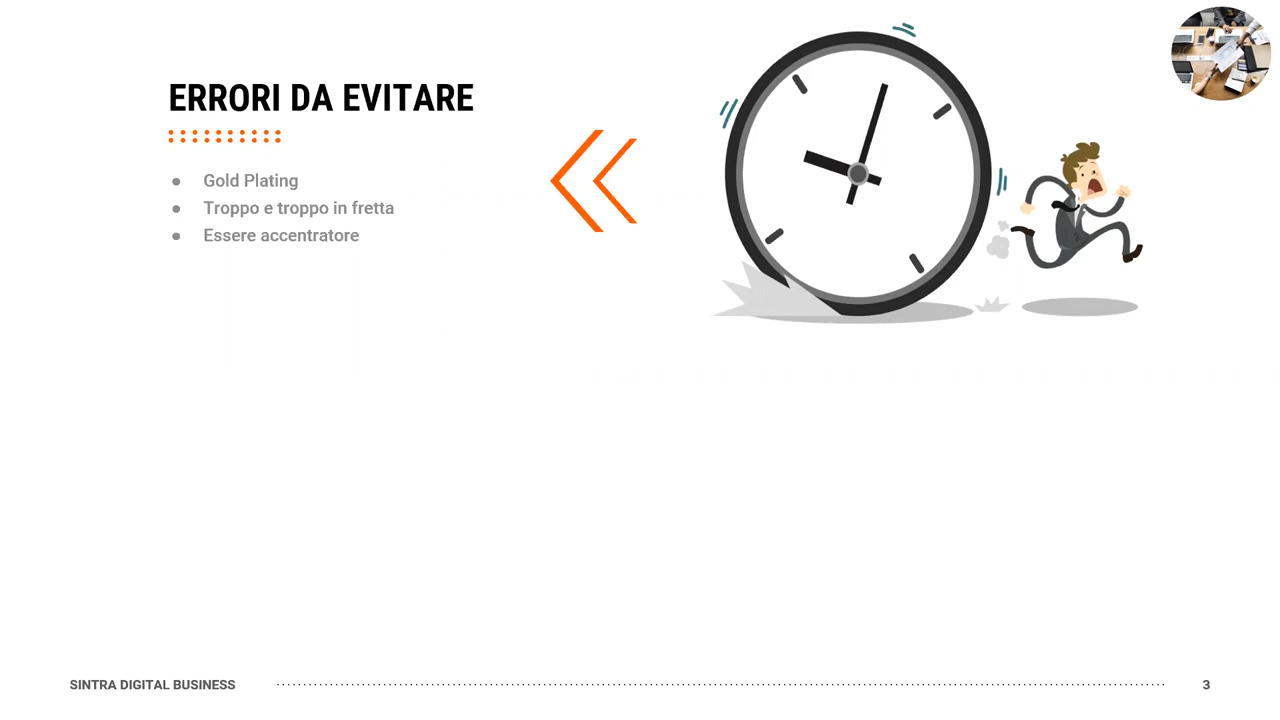 ERRORI DA EVITARE
● Gold Plating
● Troppo e troppo in fretta
● Essere accentratore
SINTRA DIGITAL BUSINESS
3